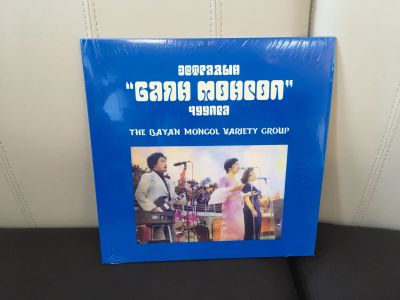 ЭСТРАДЫН
“БАЯН МОНГОЛ”
ЧУУЛГА
THE BAYAN MONGOL VARIETY GROUP